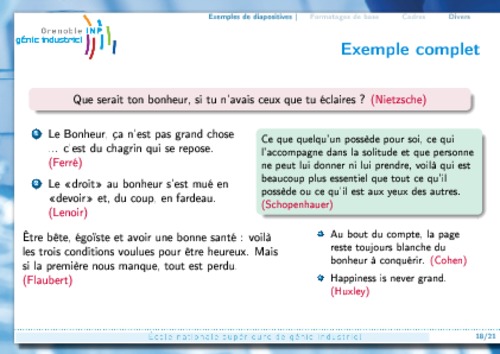 Grenoble INP
génie industriel
Exemples de diapositives | Formatages de base Cadres Divers
Exemple complet
Que serait ton bonheur, si tu n'avais ceux que tu éclaires ? (Nietzsche)
1 Le Bonheur, ça n'est pas grand chose
... c'est du chagrin qui se repose.
(Ferré)
2 Le «droit» au bonheur s'est mué en
«devoir» et, du coup, en fardeau.
(Lenoir)
Être bête, égoïste et avoir une bonne santé : voilà
les trois conditions voulues pour être heureux. Mais
si la première nous manque, tout est perdu.
(Flaubert)
Ce que quelqu'un possède pour soi, ce qui
l'accompagne dans la solitude et que personne
ne peut lui donner ni lui prendre, voilà qui est
beaucoup plus essentiel que tout ce qu'il
possède ou ce qu'il est aux yeux des autres.
(Schopenhauer)
Au bout du compte, la page
reste toujours blanche du
bonheur à conquérir. (Cohen)
Happiness is never grand.
(Huxley)
École nationale supérieure de génie industriel
18/21